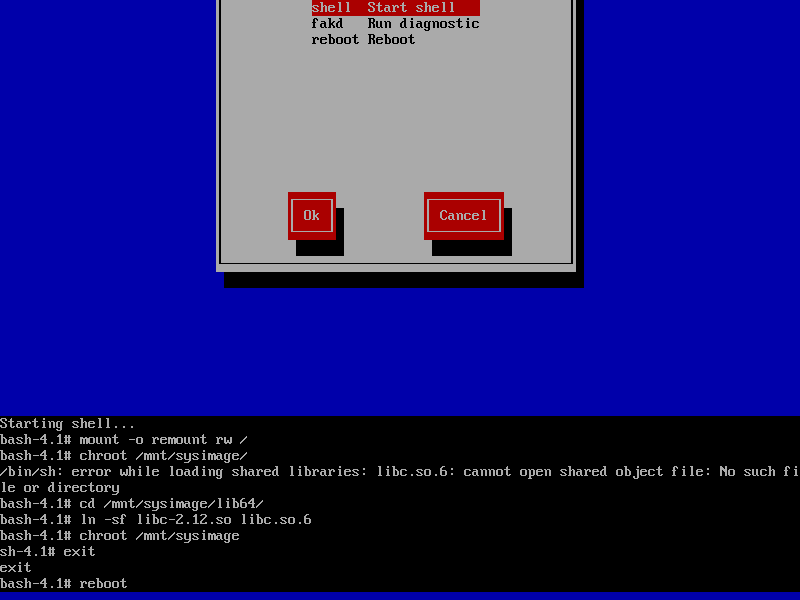 shell  Start shell
fakd   Run diagnostic
reboot Reboot
Ok Cancel
Starting shell...
bash-4.1# mount -o remount rw /
bash-4.1# chroot /mnt/sysimage/
/bin/sh: error while loading shared libraries: libc.so.6: cannot open shared object file: No such fi
le or directory
bash-4.1# cd /mnt/sysimage/lib64/
bash-4.1# ln -sf libc-2.12.so libc.so.6
bash-4.1# chroot /mnt/sysimage
sh-4.1# exit
exit
bash-4.1# reboot